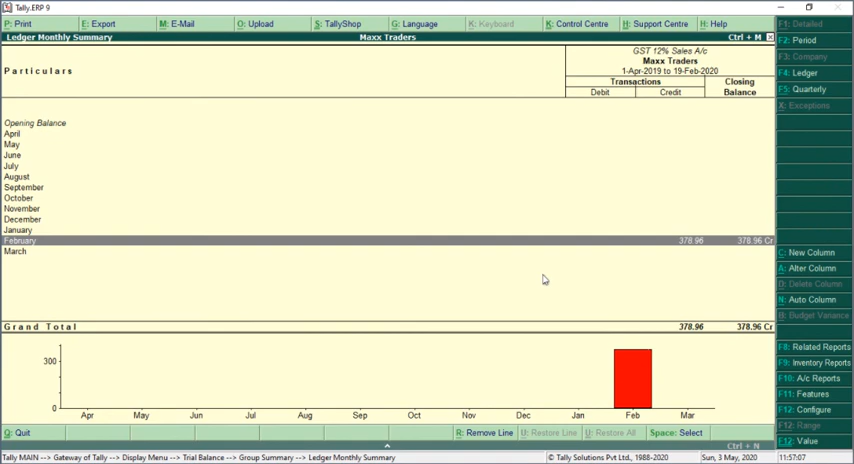 Tally.ERP 9
P: Print E: Export M: E-Mail O: Upload S: TallyShop G: Language K: Keyboard K: Control Centre H: Support Centre H: Help F1: Detailed
Ledger Monthly Summary Maxx Traders Ctrl + M F2: Period
GST 12% Sales A/c F3: Company
Particulars Maxx Traders F4: Ledger
1-Apr-2019 to 19-Feb-2020
Transactions Closing F5: Quarterly
Debit Credit Balance
X: Exceptions
Opening Balance
April
May
June
July
August
September
October
November
December
January
February 378.96 378.96 Cr
March C: New Column
A: Alter Column
D: Delete Column
N: Auto Column
B: Budget Variance
Grand Total 378.96 378.96 Cr
F8: Related Reports
300 F9: Inventory Reports
F10: A/c Reports
F11: Features
0 F12: Configure
Apr May Jun Jul Aug Sep Oct Nov Dec Jan Feb Mar
F12: Range
Q: Quit R: Remove Line U: Restore Line U: Restore All Space: Select F12: Value
Ctrl + N
Tally MAIN --> Gateway of Tally --> Display Menu --> Trial Balance --> Group Summary --> Ledger Monthly Summary © Tally Solutions Pvt Ltd., 1988-2020 Sun, 3 May, 2020 11:57:07